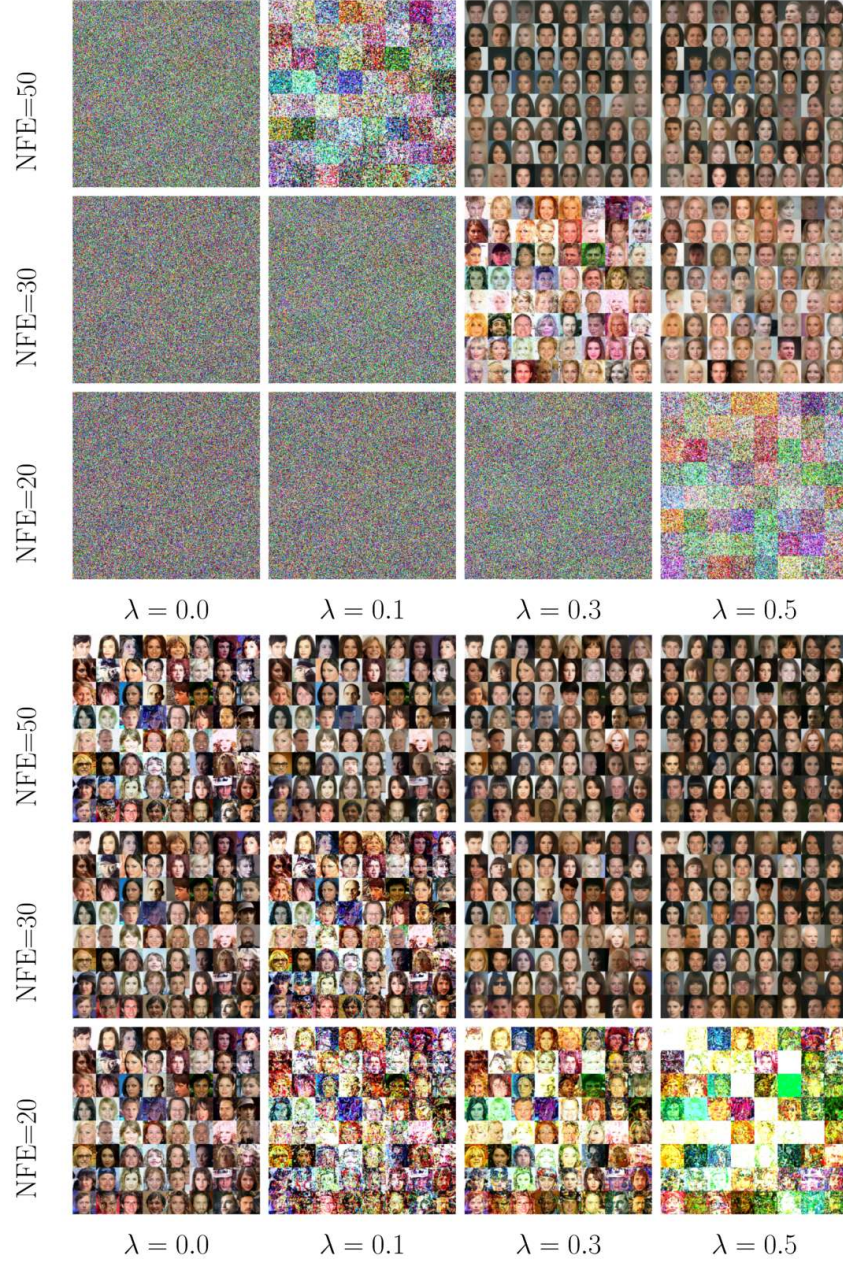 NFE=50
NFE=30
NFE=20
λ = 0.0 λ = 0.1 λ = 0.3 λ = 0.5
NFE=50
NFE=30
NFE=20
λ = 0.0 λ = 0.1 λ = 0.3 λ = 0.5